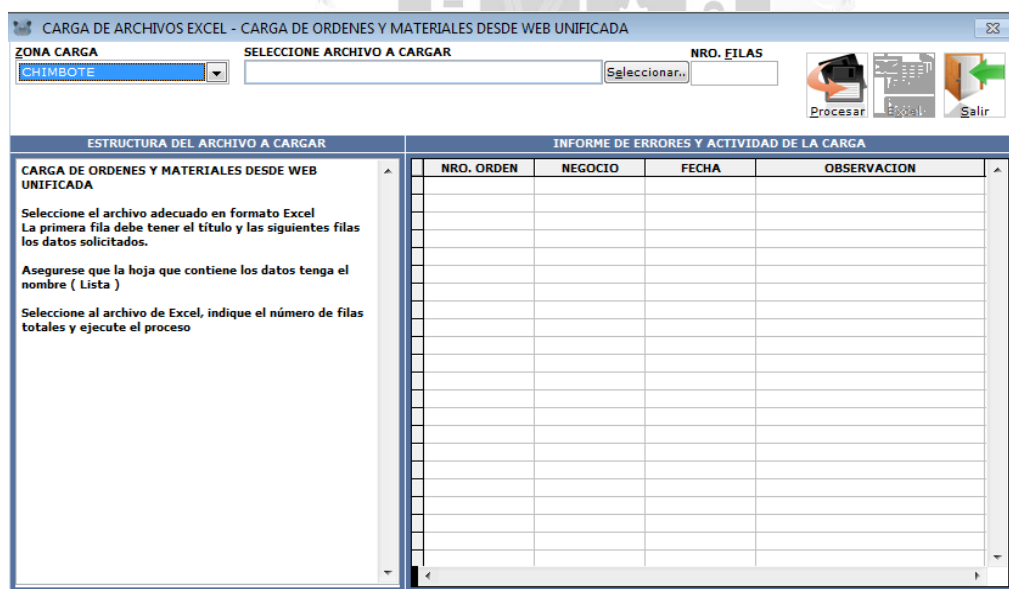 CARGA DE ARCHIVOS EXCEL - CARGA DE ORDENES Y MATERIALES DESDE WEB UNIFICADA
ZONA CARGA
SELECCIONE ARCHIVO A CARGAR
NRO. FILAS
CHIMBOTE
Seleccionar..
Procesar
Excel
Salir
ESTRUCTURA DEL ARCHIVO A CARGAR
INFORME DE ERRORES Y ACTIVIDAD DE LA CARGA
CARGA DE ORDENES Y MATERIALES DESDE WEB
UNIFICADA
Seleccione el archivo adecuado en formato Excel
La primera fila debe tener el título y las siguientes filas
los datos solicitados.
Asegurese que la hoja que contiene los datos tenga el
nombre ( Lista )
Seleccione al archivo de Excel, indique el número de filas
totales y ejecute el proceso
NRO. ORDEN
NEGOCIO
FECHA
OBSERVACION